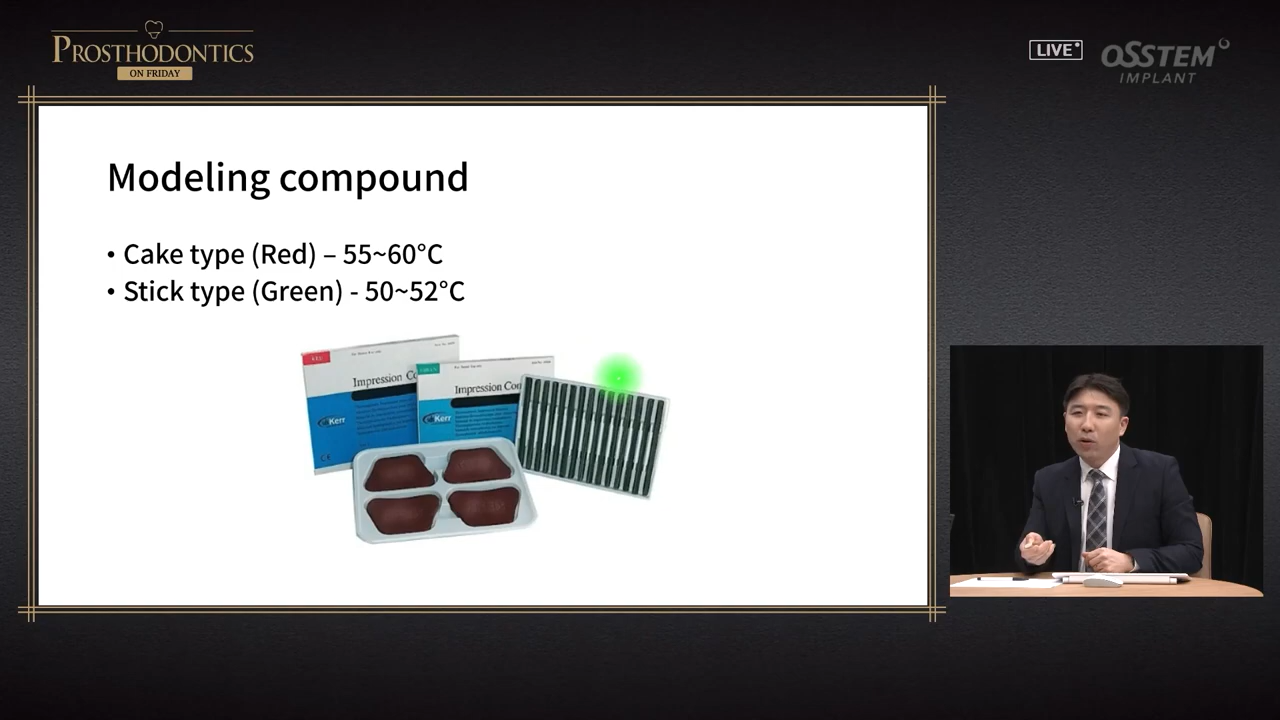 PROSTHODONTICS
ON FRIDAY
LIVE
OSSTEM
IMPLANT
Modeling compound
• Cake type (Red) – 55~60°C
• Stick type (Green) - 50~52°C
Impression Co
Kerr
Impression Com
Kerr